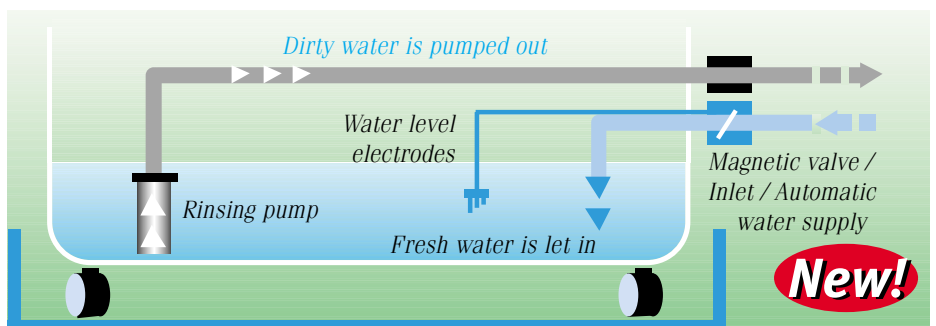 Dirty water is pumped out
Water level
electrodes
Magnetic valve /
Inlet / Automatic
water supply
Rinsing pump
Fresh water is let in
New!